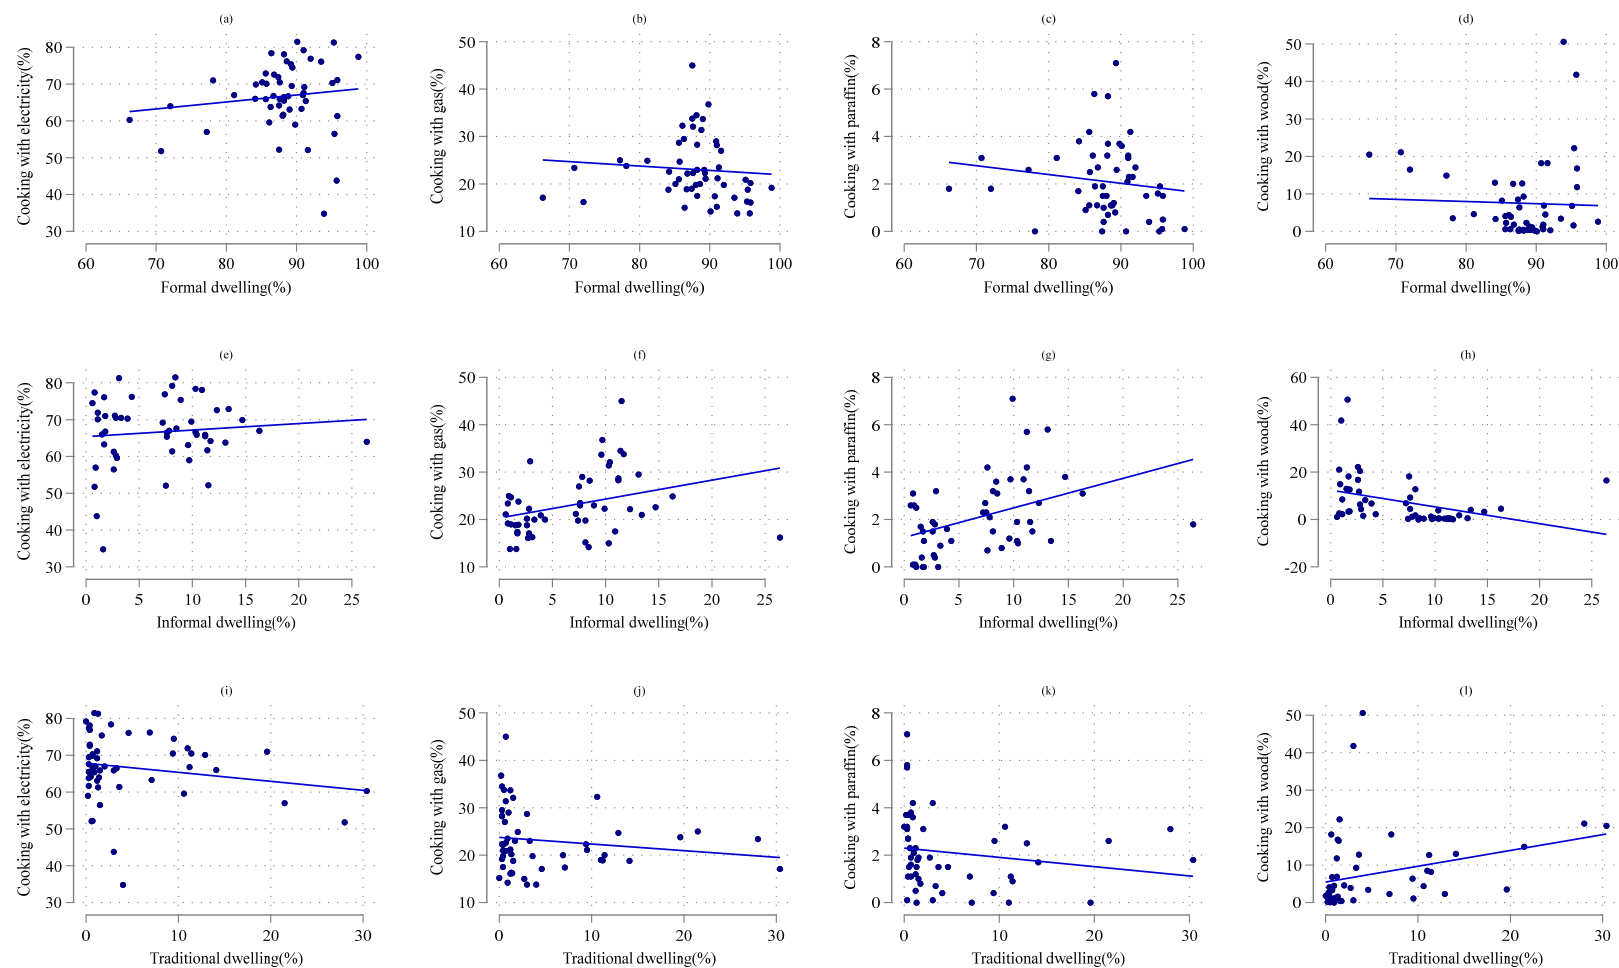 (a) (b) (c) (d)
Cooking with electricity(%) 80 70 60 50 40 30
60 70 80 90 100
Formal dwelling(%)
Cooking with gas(%) 50 40 30 20 10
60 70 80 90 100
Formal dwelling(%)
Cooking with paraffin(%) 8 6 4 2 0
60 70 80 90 100
Formal dwelling(%)
Cooking with wood(%) 50 40 30 20 10 0
60 70 80 90 100
Formal dwelling(%)
(e) (f) (g) (h)
Cooking with electricity(%) 80 70 60 50 40 30
0 5 10 15 20 25
Informal dwelling(%)
Cooking with gas(%) 50 40 30 20 10
0 5 10 15 20 25
Informal dwelling(%)
Cooking with paraffin(%) 8 6 4 2 0
0 5 10 15 20 25
Informal dwelling(%)
Cooking with wood(%) 60 40 20 0 -20
0 5 10 15 20 25
Informal dwelling(%)
(i) (j) (k) (l)
Cooking with electricity(%) 80 70 60 50 40 30
0 10 20 30
Traditional dwelling(%)
Cooking with gas(%) 50 40 30 20 10
0 10 20 30
Traditional dwelling(%)
Cooking with paraffin(%) 8 6 4 2 0
0 10 20 30
Traditional dwelling(%)
Cooking with wood(%) 50 40 30 20 10 0
0 10 20 30
Traditional dwelling(%)